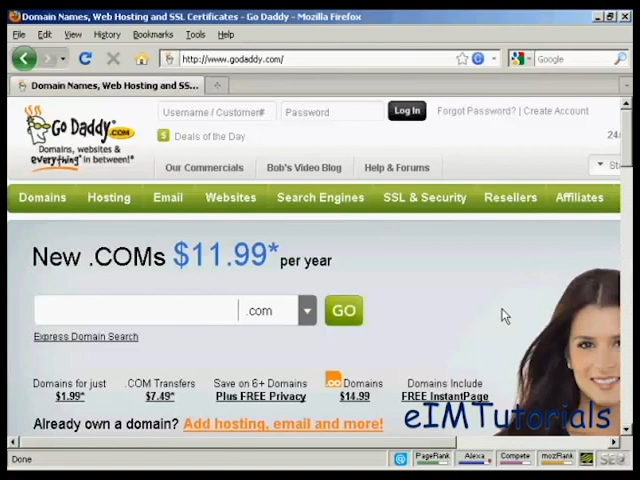 Domain Names, Web Hosting and SSL Certificates - Go Daddy - Mozilla Firefox
File Edit View History Bookmarks Tools Help
http://www.godaddy.com/
Google
Domain Names, Web Hosting and SS...
Username / Customer# Password Log In Forgot Password? | Create Account
Go Daddy.COM
Domains, websites &
everything* in between!*
$ Deals of the Day
24
Our Commercials Bob's Video Blog Help & Forums
Domains Hosting Email Websites Search Engines SSL & Security Resellers Affiliates
New .COMs $11.99* per year
.com GO
Express Domain Search
Domains for just .COM Transfers Save on 6+ Domains .CO Domains Domains Include
$1.99* $7.49* Plus FREE Privacy $14.99 FREE InstantPage
Already own a domain? Add hosting, email and more!
eIMTutorials
Done
@ PageRank Alexa Compete mozRank SEO